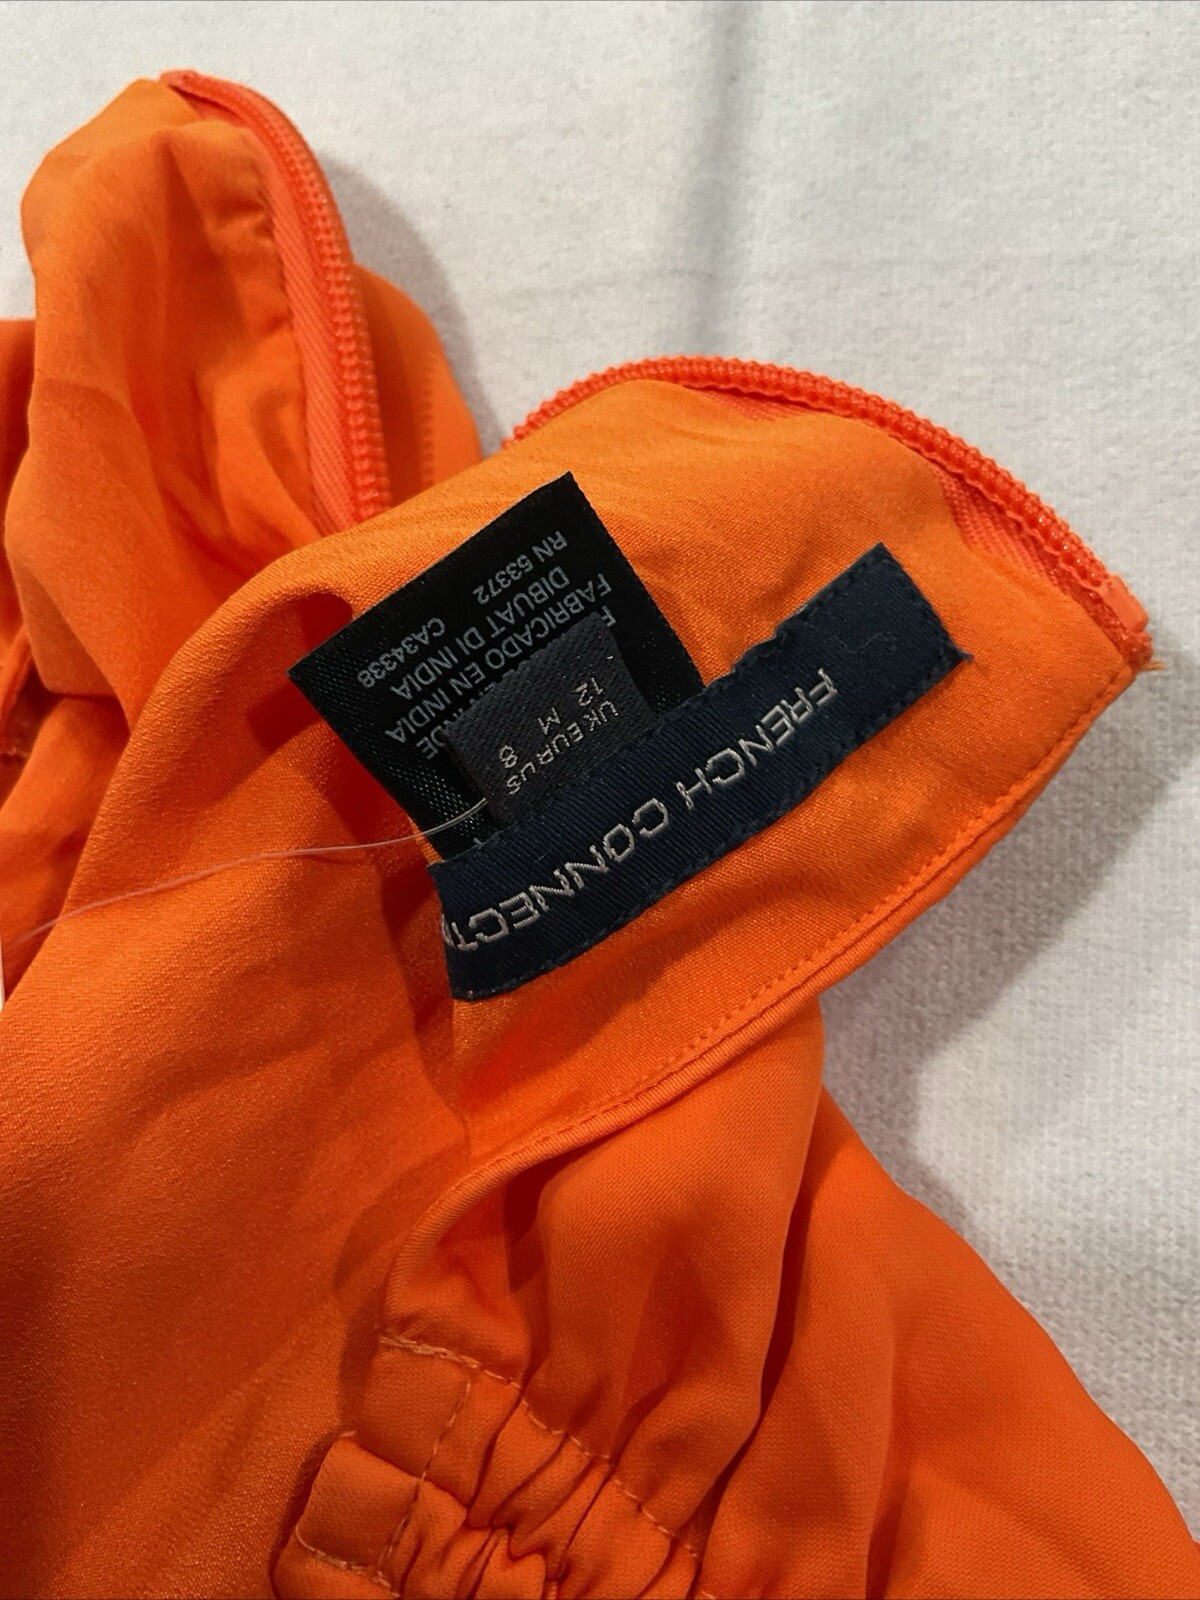 FRENCH CONNECT
UK EUR US
12 M 8
FABRICADO EN INDIA
DIBUAT DI INDIA
CA34338
RN 53372